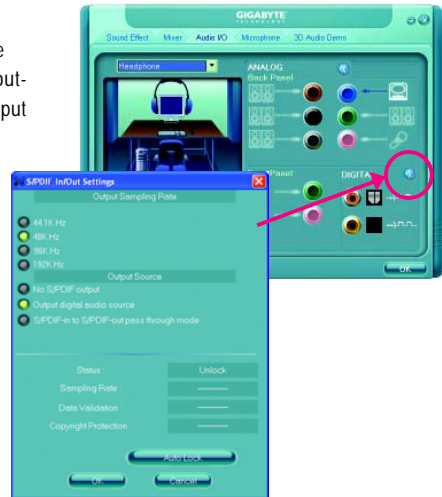 e
out-
put
GIGABYTE
TECHNOLOGY
Sound Effect Mixer Audio I/O Microphone 3D Audio Demo
Headphone
ANALOG
Back Panel
Panel
DIGITA
OK
S/PDIF In/Out Settings
Output Sampling Rate
44.1K Hz
48K Hz
96K Hz
192K Hz
Output Source
No S/PDIF output
Output digital audio source
S/PDIF-in to S/PDIF-out pass through mode
Status : Unlock
Sampling Rate :
Data Validation :
Copyright Protection :
Auto Lock
OK Cancel